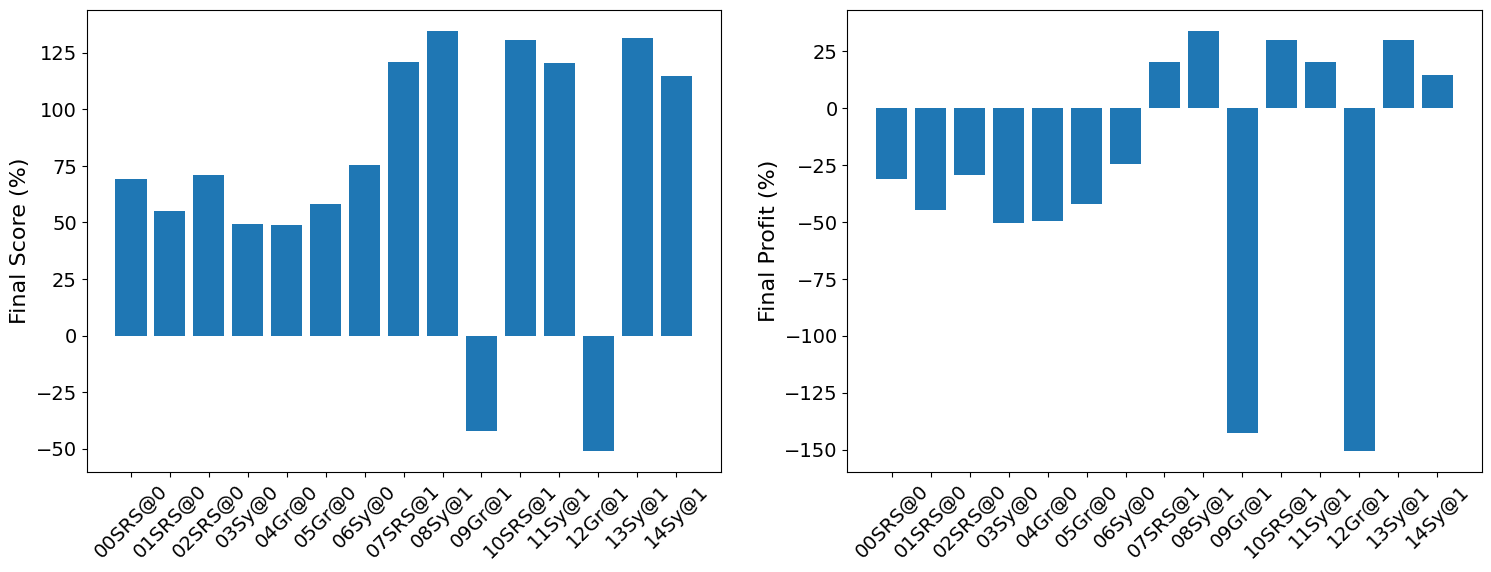 Final Score (%)
125
100
75
50
25
0
−25
−50
00SRS@0
01SRS@0
02SRS@0
03Sy@0
04Gr@0
05Gr@0
06Sy@0
07SRS@1
08Sy@1
09Gr@1
10SRS@1
11Sy@1
12Gr@1
13Sy@1
14Sy@1
Final Profit (%)
25
0
−25
−50
−75
−100
−125
−150
00SRS@0
01SRS@0
02SRS@0
03Sy@0
04Gr@0
05Gr@0
06Sy@0
07SRS@1
08Sy@1
09Gr@1
10SRS@1
11Sy@1
12Gr@1
13Sy@1
14Sy@1